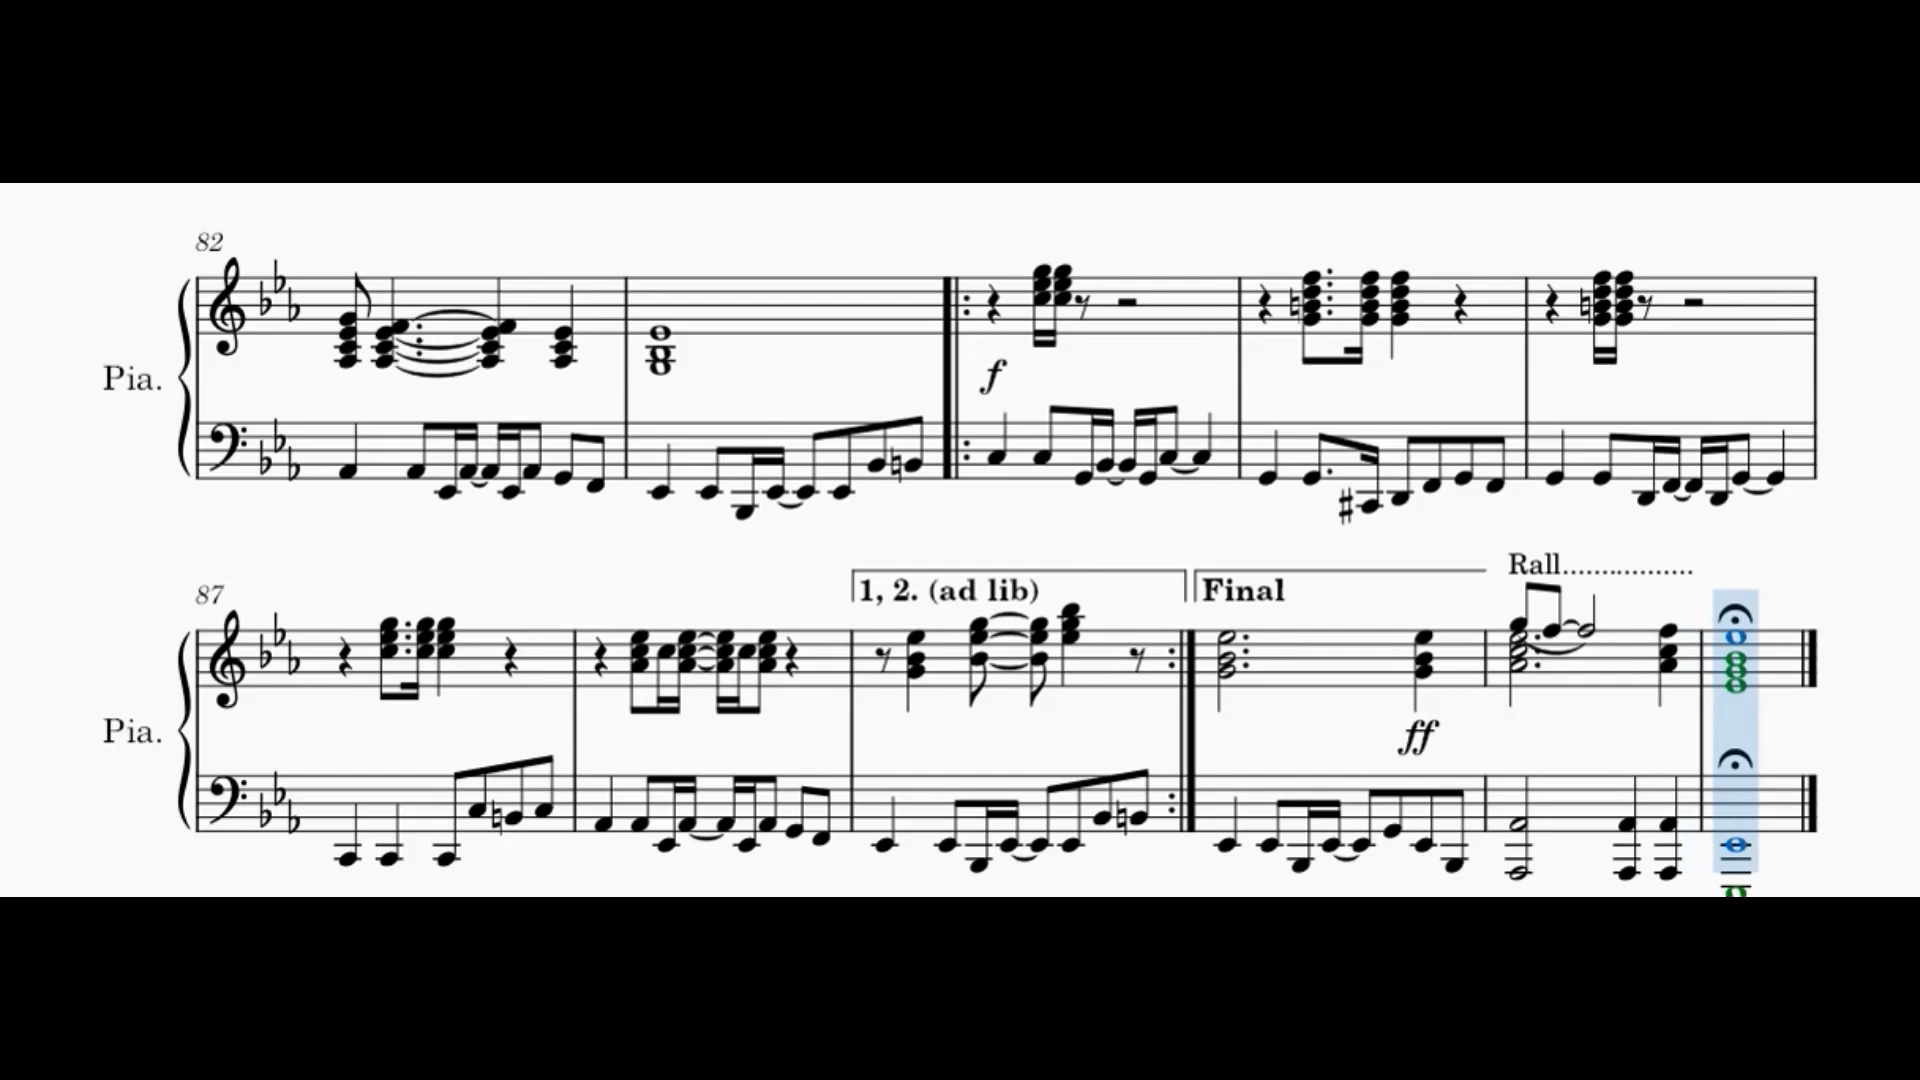 82
Pia.
f
Rall.................
87
1, 2. (ad lib)
Final
Pia.
ff